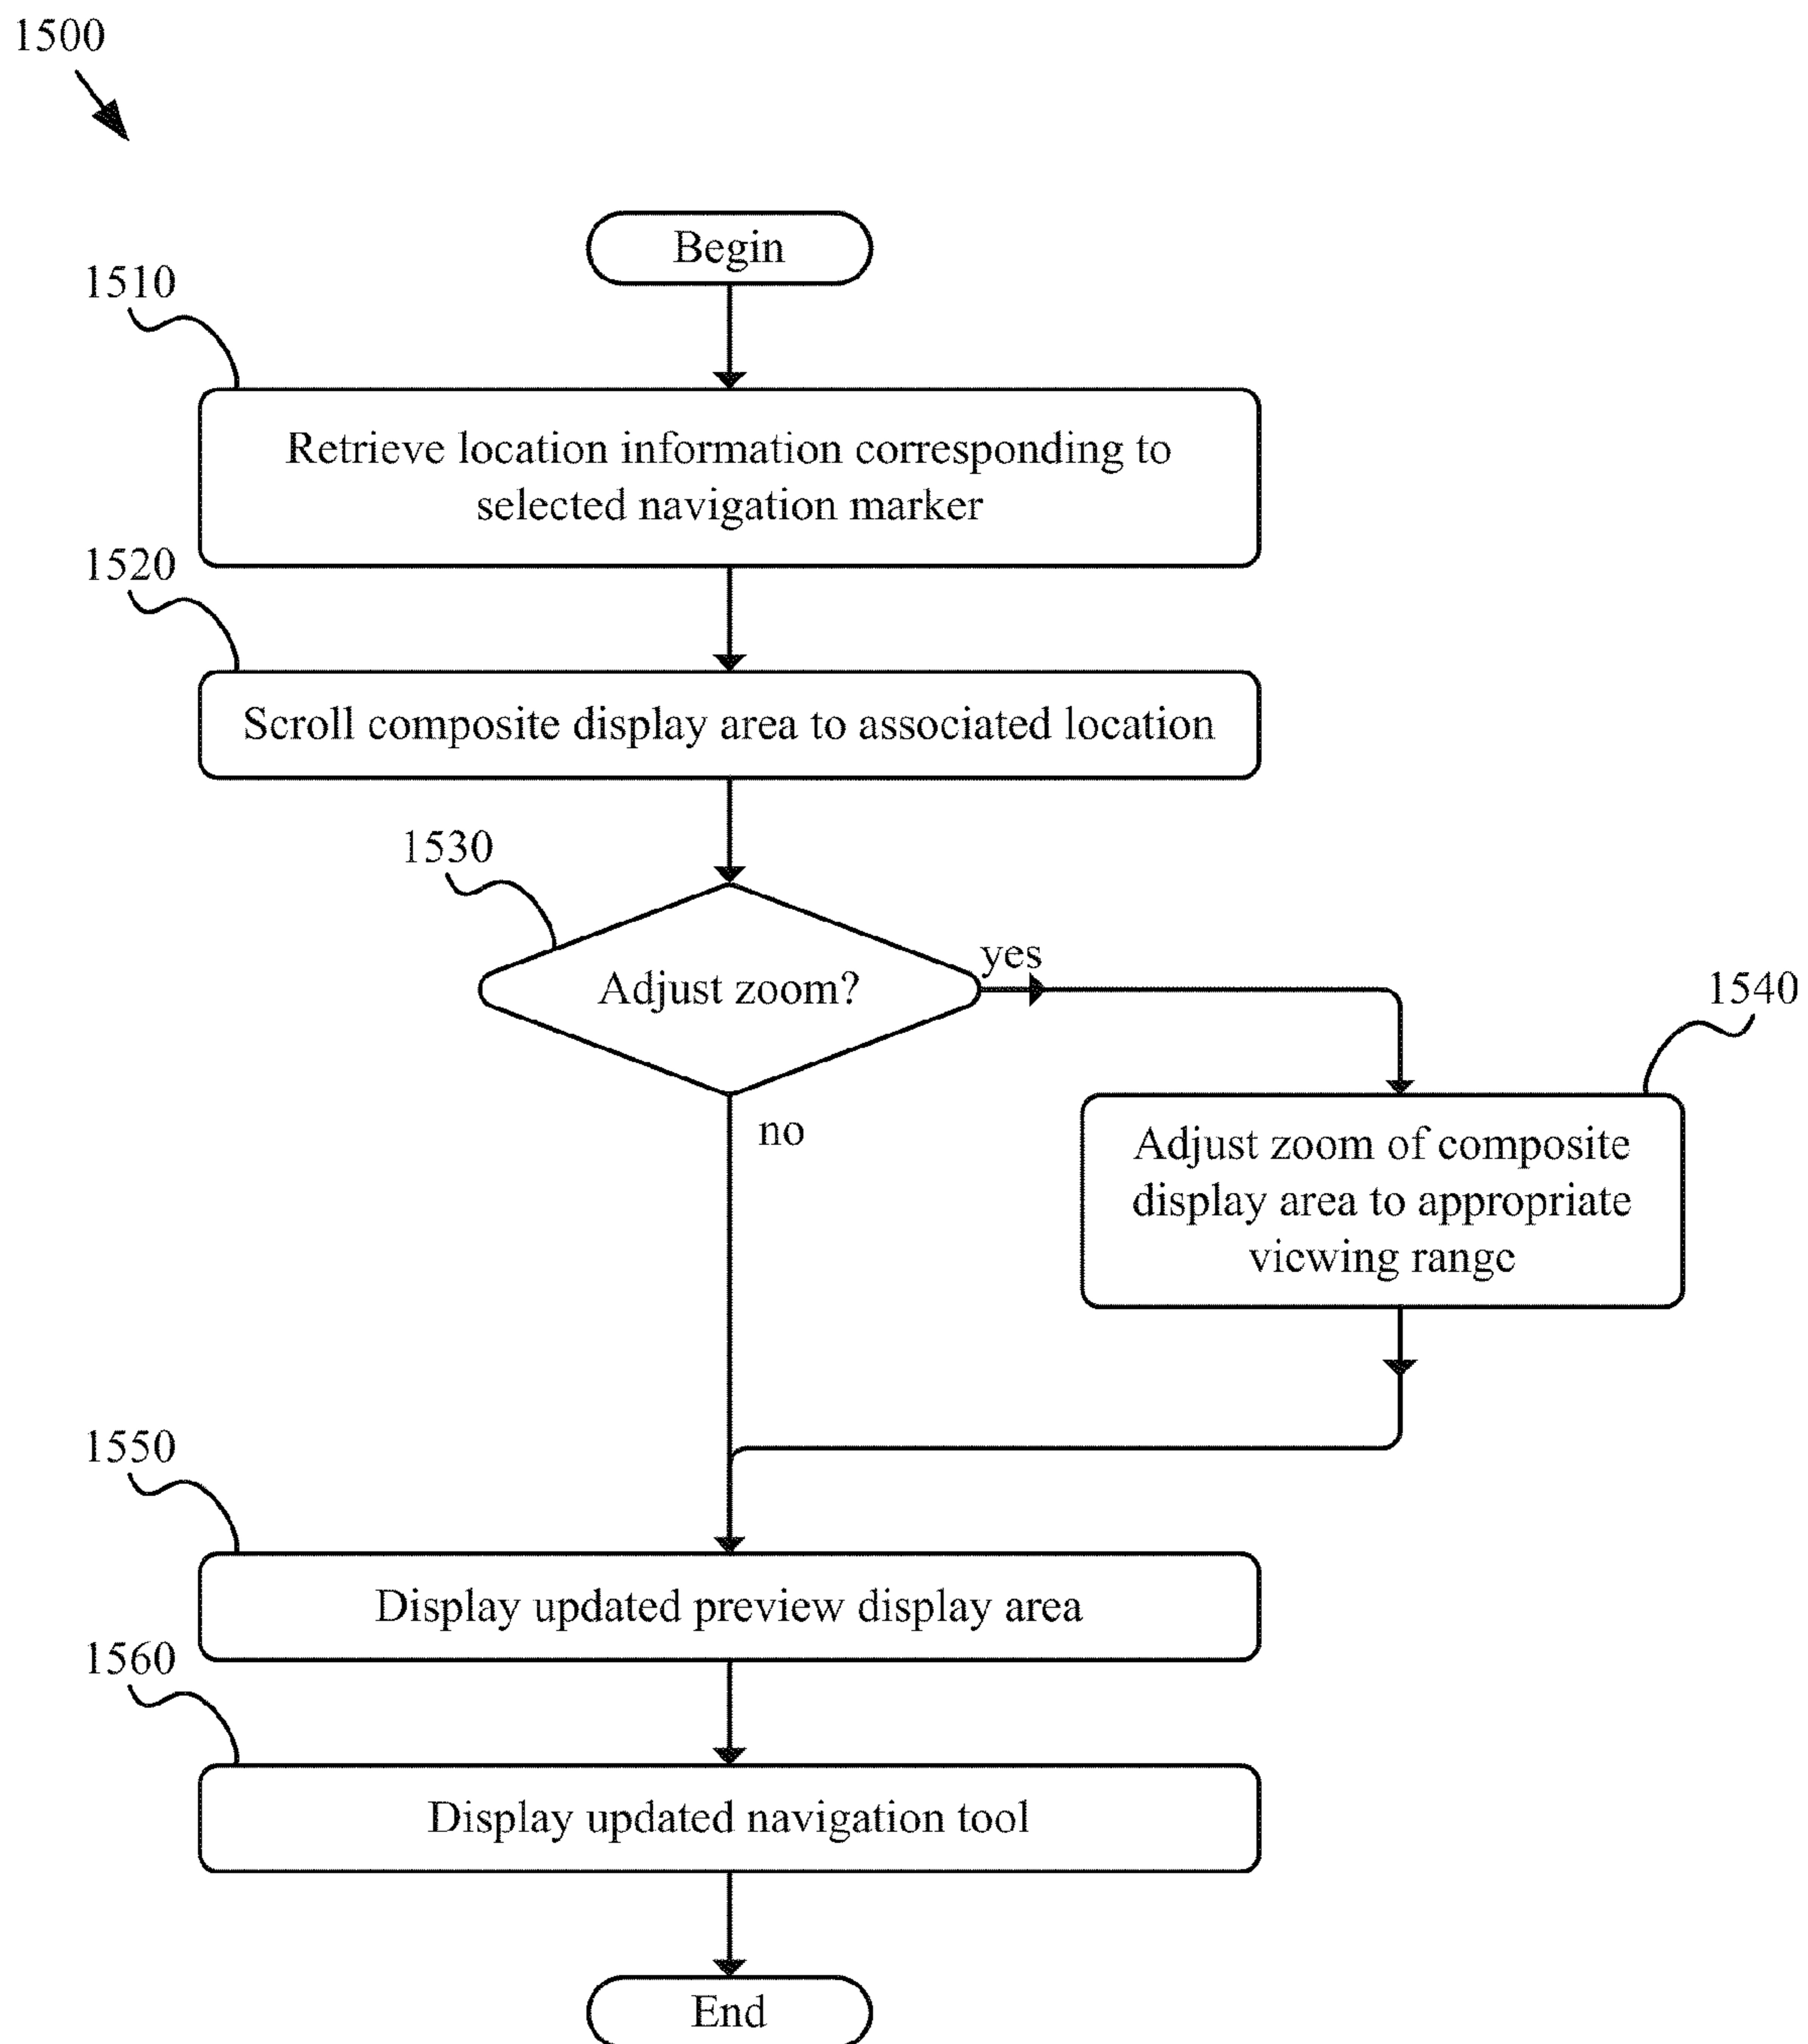 1500
Begin
1510
Retrieve location information corresponding to
selected navigation marker
1520
Scroll composite display area to associated location
1530
Adjust zoom?
yes
1540
no
Adjust zoom of composite
display area to appropriate
viewing range
1550
Display updated preview display area
1560
Display updated navigation tool
End